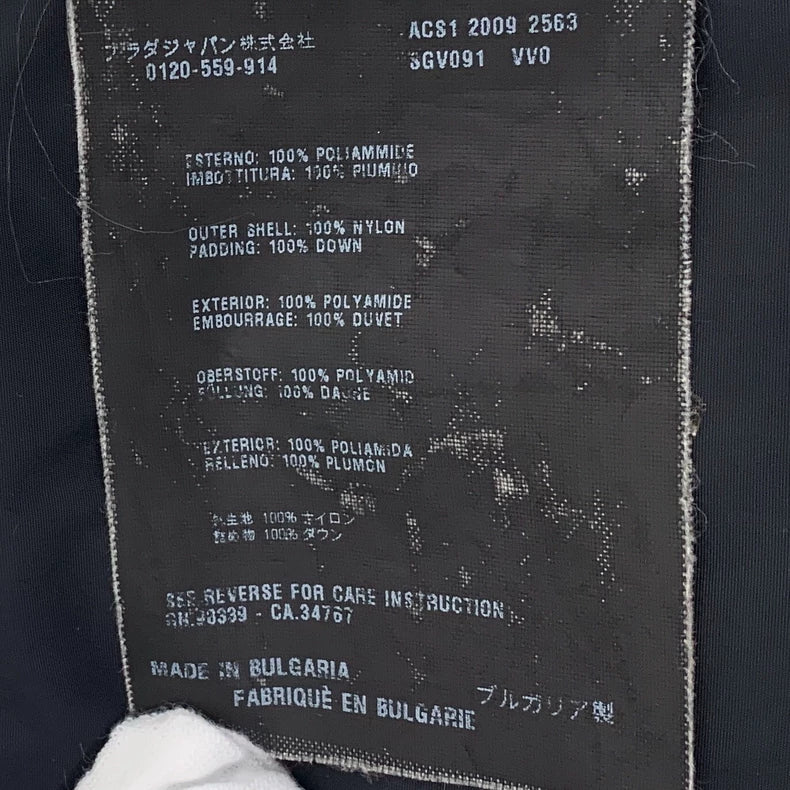 プラダジャパン株式会社
0120-559-914
ACS1 2009 2563
SGV091 VV0
ESTERNO: 100% POLIAMMIDE
IMBOTTITURA: 100% PIUMINO
OUTER SHELL: 100% NYLON
PADDING: 100% DOWN
EXTERIOR: 100% POLYAMIDE
EMBOURRAGE: 100% DUVET
OBERSTOFF: 100% POLYAMID
FÜLLUNG: 100% DAUNE
EXTERIOR: 100% POLIAMIDA
RELLENO: 100% PLUMON
外生地 100% ナイロン
詰め物 100% ダウン
SEE REVERSE FOR CARE INSTRUCTION
- CA.34767
MADE IN BULGARIA
FABRIQUÈ EN BULGARIE
ブルガリア製